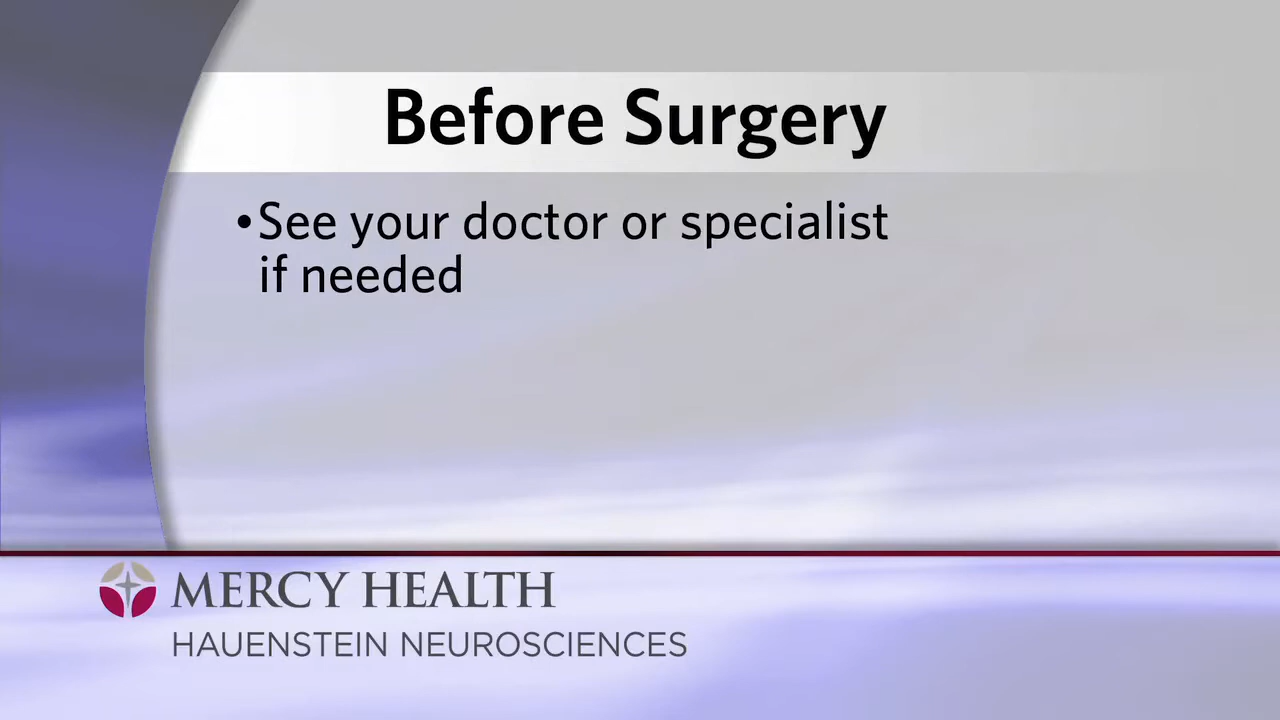 Before Surgery
•See your doctor or specialist
if needed
MERCY HEALTH
HAUENSTEIN NEUROSCIENCES